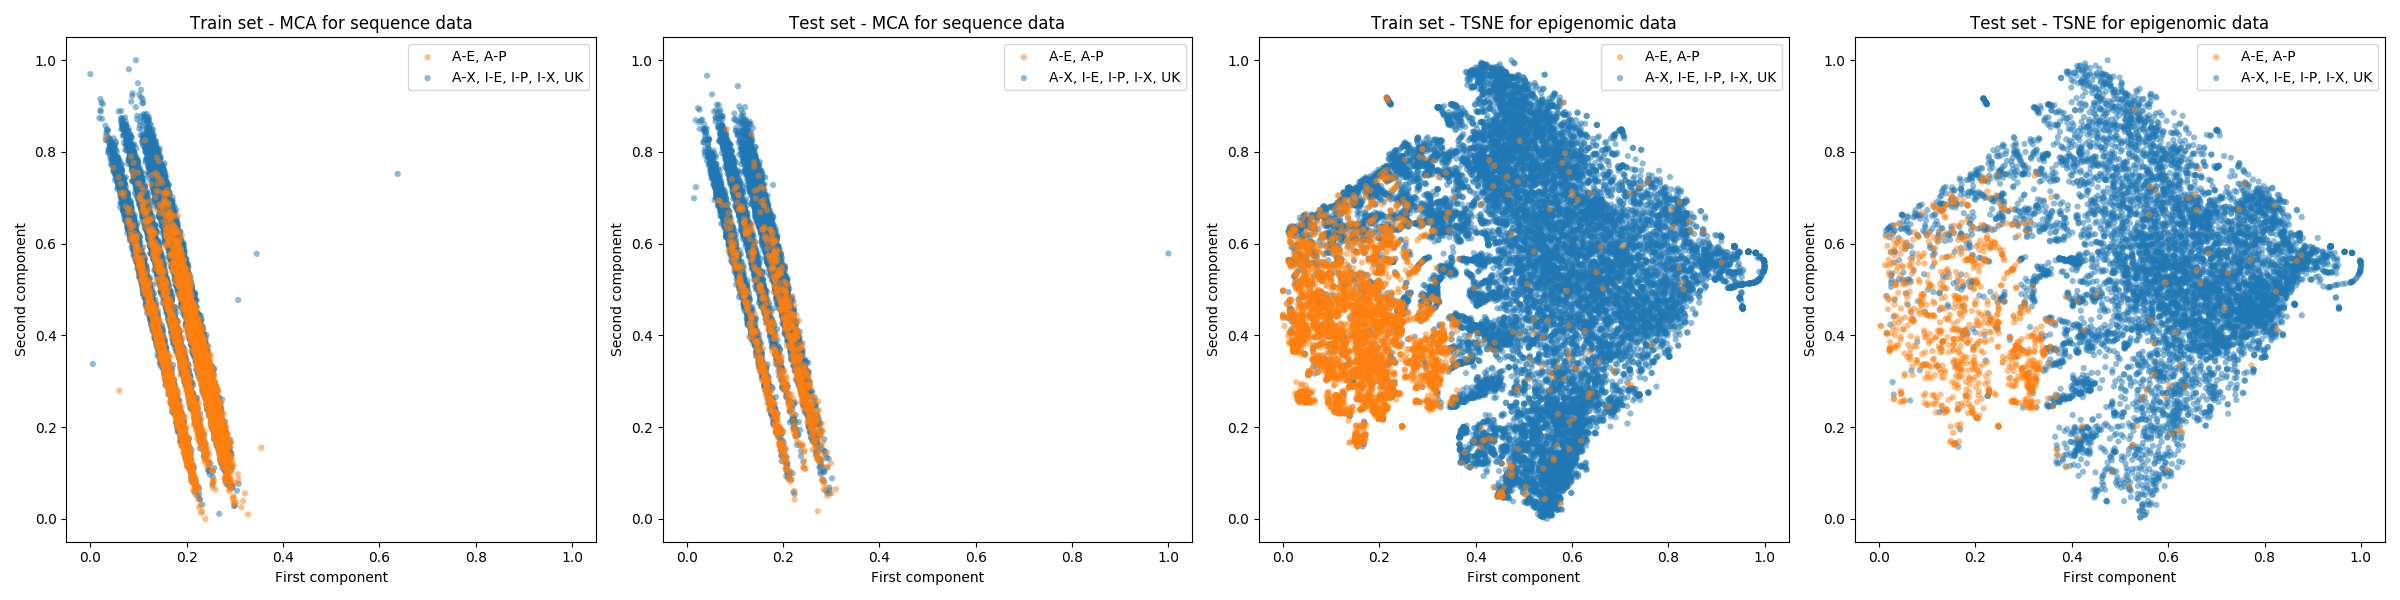 Train set - MCA for sequence data
A-E, A-P
A-X, I-E, I-P, I-X, UK
1.0
0.8
0.6
0.4
0.2
0.0
Second component
0.0 0.2 0.4 0.6 0.8 1.0
First component
Test set - MCA for sequence data
A-E, A-P
A-X, I-E, I-P, I-X, UK
1.0
0.8
0.6
0.4
0.2
0.0
Second component
0.0 0.2 0.4 0.6 0.8 1.0
First component
Train set - TSNE for epigenomic data
A-E, A-P
A-X, I-E, I-P, I-X, UK
1.0
0.8
0.6
0.4
0.2
0.0
Second component
0.0 0.2 0.4 0.6 0.8 1.0
First component
Test set - TSNE for epigenomic data
A-E, A-P
A-X, I-E, I-P, I-X, UK
1.0
0.8
0.6
0.4
0.2
0.0
Second component
0.0 0.2 0.4 0.6 0.8 1.0
First component